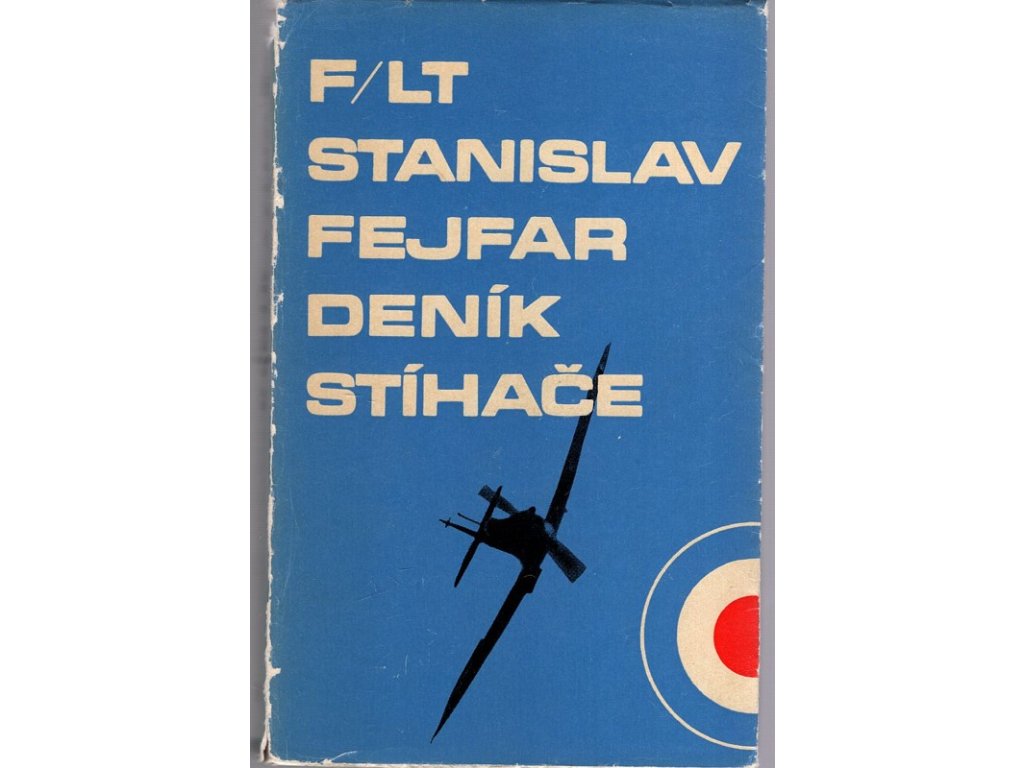 F/LT
STANISLAV
FEJFAR
DENÍK
STÍHAČE